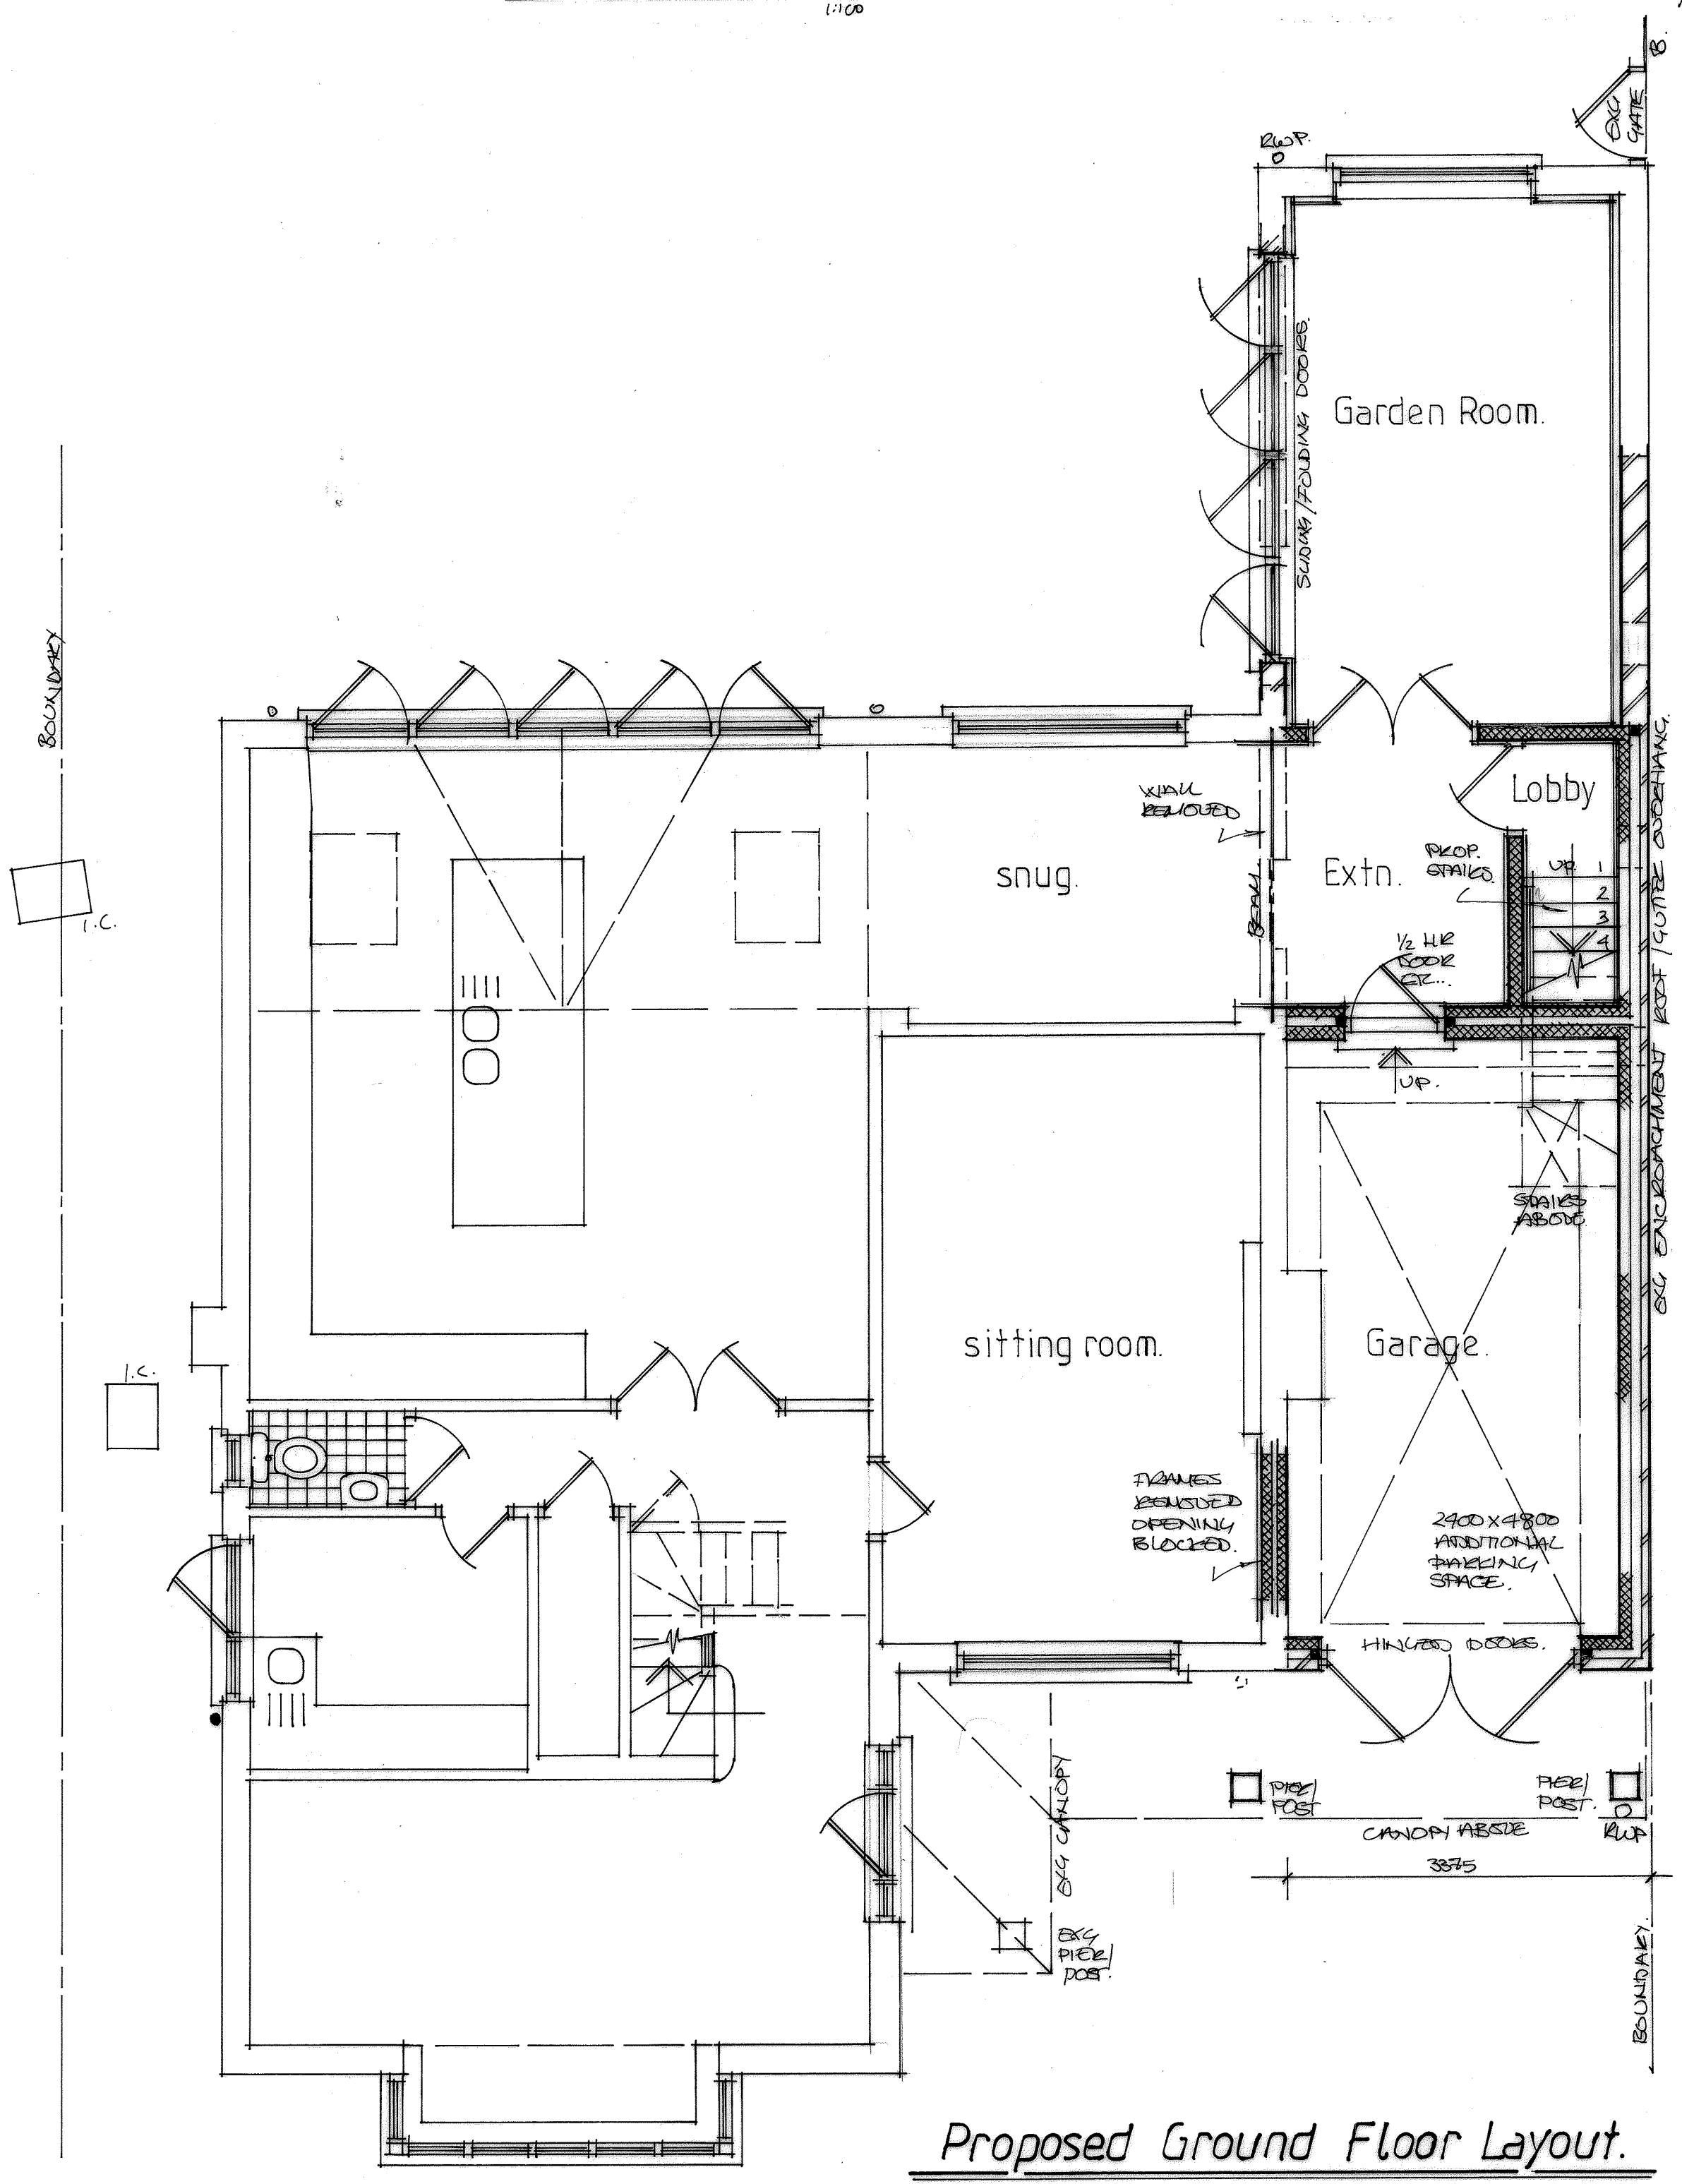 1:100
B.
EXG
GATE
RWP.
SLIDING/FOLDING DOORS.
Garden Room.
BOUNDARY
WALL
REMOVED
Lobby
snug.
Extn.
PROP.
STAIRS.
UP. 1
2
3
4
BEAM
1/2 HR
DOOR
I.C.
EXG ENCROACHMENT ROOF/GUTTER OVERHANG.
UP.
STAIRS
ABOVE
sitting room.
Garage.
I.C.
FRAMES
REMOVED
OPENING
BLOCKED.
2400 x 4800
ADDITIONAL
PARKING
SPACE.
HINGED DOORS.
EXG CANOPY
PIER/
POST
PIER/
POST.
CANOPY ABOVE
RWP
3375
EXG
PIER/
POST.
BOUNDARY.
Proposed Ground Floor Layout.